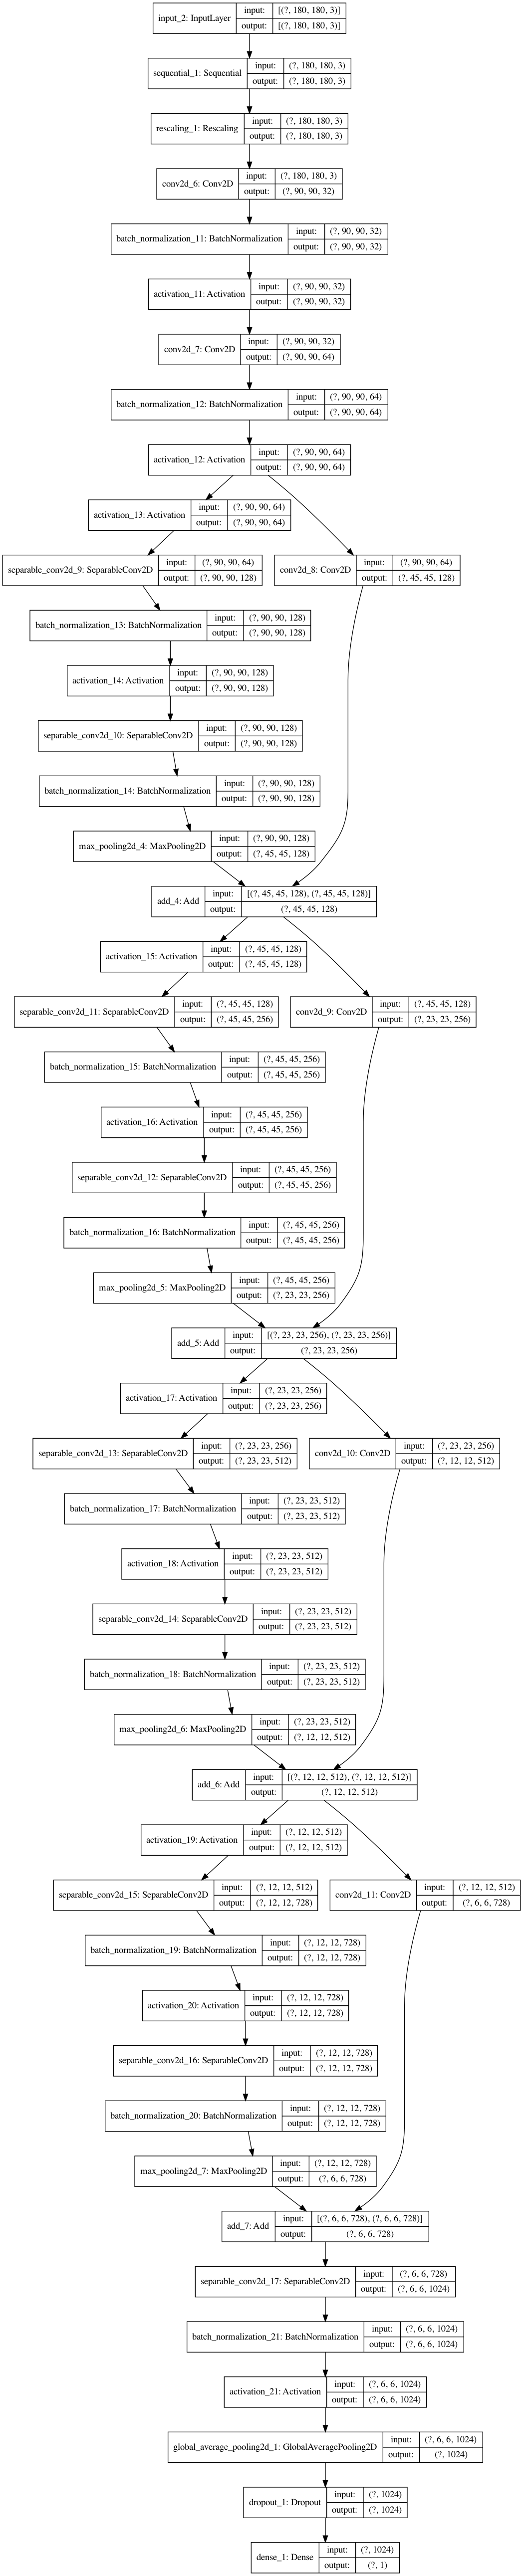 input_2: InputLayer input: [(?, 180, 180, 3)]
output: [(?, 180, 180, 3)]
sequential_1: Sequential input: (?, 180, 180, 3)
output: (?, 180, 180, 3)
rescaling_1: Rescaling input: (?, 180, 180, 3)
output: (?, 180, 180, 3)
conv2d_6: Conv2D input: (?, 180, 180, 3)
output: (?, 90, 90, 32)
batch_normalization_11: BatchNormalization input: (?, 90, 90, 32)
output: (?, 90, 90, 32)
activation_11: Activation input: (?, 90, 90, 32)
output: (?, 90, 90, 32)
conv2d_7: Conv2D input: (?, 90, 90, 32)
output: (?, 90, 90, 64)
batch_normalization_12: BatchNormalization input: (?, 90, 90, 64)
output: (?, 90, 90, 64)
activation_12: Activation input: (?, 90, 90, 64)
output: (?, 90, 90, 64)
activation_13: Activation input: (?, 90, 90, 64)
output: (?, 90, 90, 64)
separable_conv2d_9: SeparableConv2D input: (?, 90, 90, 64)
output: (?, 90, 90, 128)
conv2d_8: Conv2D input: (?, 90, 90, 64)
output: (?, 45, 45, 128)
batch_normalization_13: BatchNormalization input: (?, 90, 90, 128)
output: (?, 90, 90, 128)
activation_14: Activation input: (?, 90, 90, 128)
output: (?, 90, 90, 128)
separable_conv2d_10: SeparableConv2D input: (?, 90, 90, 128)
output: (?, 90, 90, 128)
batch_normalization_14: BatchNormalization input: (?, 90, 90, 128)
output: (?, 90, 90, 128)
max_pooling2d_4: MaxPooling2D input: (?, 90, 90, 128)
output: (?, 45, 45, 128)
add_4: Add input: [(?, 45, 45, 128), (?, 45, 45, 128)]
output: (?, 45, 45, 128)
activation_15: Activation input: (?, 45, 45, 128)
output: (?, 45, 45, 128)
separable_conv2d_11: SeparableConv2D input: (?, 45, 45, 128)
output: (?, 45, 45, 256)
conv2d_9: Conv2D input: (?, 45, 45, 128)
output: (?, 23, 23, 256)
batch_normalization_15: BatchNormalization input: (?, 45, 45, 256)
output: (?, 45, 45, 256)
activation_16: Activation input: (?, 45, 45, 256)
output: (?, 45, 45, 256)
separable_conv2d_12: SeparableConv2D input: (?, 45, 45, 256)
output: (?, 45, 45, 256)
batch_normalization_16: BatchNormalization input: (?, 45, 45, 256)
output: (?, 45, 45, 256)
max_pooling2d_5: MaxPooling2D input: (?, 45, 45, 256)
output: (?, 23, 23, 256)
add_5: Add input: [(?, 23, 23, 256), (?, 23, 23, 256)]
output: (?, 23, 23, 256)
activation_17: Activation input: (?, 23, 23, 256)
output: (?, 23, 23, 256)
separable_conv2d_13: SeparableConv2D input: (?, 23, 23, 256)
output: (?, 23, 23, 512)
conv2d_10: Conv2D input: (?, 23, 23, 256)
output: (?, 12, 12, 512)
batch_normalization_17: BatchNormalization input: (?, 23, 23, 512)
output: (?, 23, 23, 512)
activation_18: Activation input: (?, 23, 23, 512)
output: (?, 23, 23, 512)
separable_conv2d_14: SeparableConv2D input: (?, 23, 23, 512)
output: (?, 23, 23, 512)
batch_normalization_18: BatchNormalization input: (?, 23, 23, 512)
output: (?, 23, 23, 512)
max_pooling2d_6: MaxPooling2D input: (?, 23, 23, 512)
output: (?, 12, 12, 512)
add_6: Add input: [(?, 12, 12, 512), (?, 12, 12, 512)]
output: (?, 12, 12, 512)
activation_19: Activation input: (?, 12, 12, 512)
output: (?, 12, 12, 512)
separable_conv2d_15: SeparableConv2D input: (?, 12, 12, 512)
output: (?, 12, 12, 728)
conv2d_11: Conv2D input: (?, 12, 12, 512)
output: (?, 6, 6, 728)
batch_normalization_19: BatchNormalization input: (?, 12, 12, 728)
output: (?, 12, 12, 728)
activation_20: Activation input: (?, 12, 12, 728)
output: (?, 12, 12, 728)
separable_conv2d_16: SeparableConv2D input: (?, 12, 12, 728)
output: (?, 12, 12, 728)
batch_normalization_20: BatchNormalization input: (?, 12, 12, 728)
output: (?, 12, 12, 728)
max_pooling2d_7: MaxPooling2D input: (?, 12, 12, 728)
output: (?, 6, 6, 728)
add_7: Add input: [(?, 6, 6, 728), (?, 6, 6, 728)]
output: (?, 6, 6, 728)
separable_conv2d_17: SeparableConv2D input: (?, 6, 6, 728)
output: (?, 6, 6, 1024)
batch_normalization_21: BatchNormalization input: (?, 6, 6, 1024)
output: (?, 6, 6, 1024)
activation_21: Activation input: (?, 6, 6, 1024)
output: (?, 6, 6, 1024)
global_average_pooling2d_1: GlobalAveragePooling2D input: (?, 6, 6, 1024)
output: (?, 1024)
dropout_1: Dropout input: (?, 1024)
output: (?, 1024)
dense_1: Dense input: (?, 1024)
output: (?, 1)